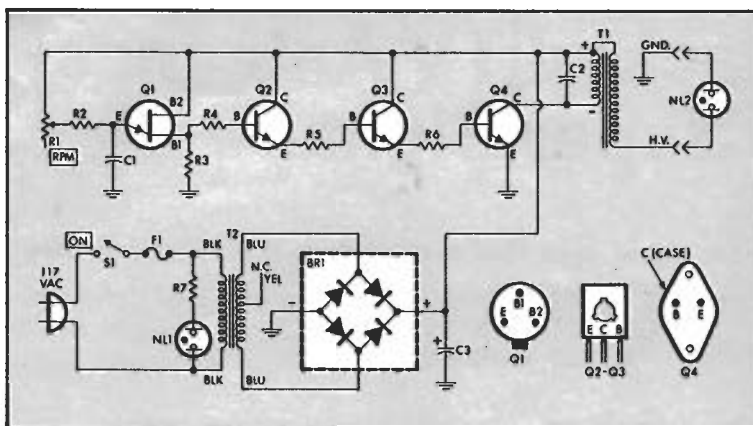 T1
GND.
Q1
Q2
Q3
Q4
+
C2
B2
C
C
C
NL2
R2
E
R4
B
B
B
-
R1
B1
R5
R6
H.V.
RPM
C1
R3
E
E
E
ON
F1
BLK
T2
BLU
S1
N.C.
YEL
BR1
C (CASE)
117
VAC
R7
-
+
B1
E
B2
B
E
NL1
+
C3
E C B
Q1
Q2-Q3
Q4
BLK
BLU